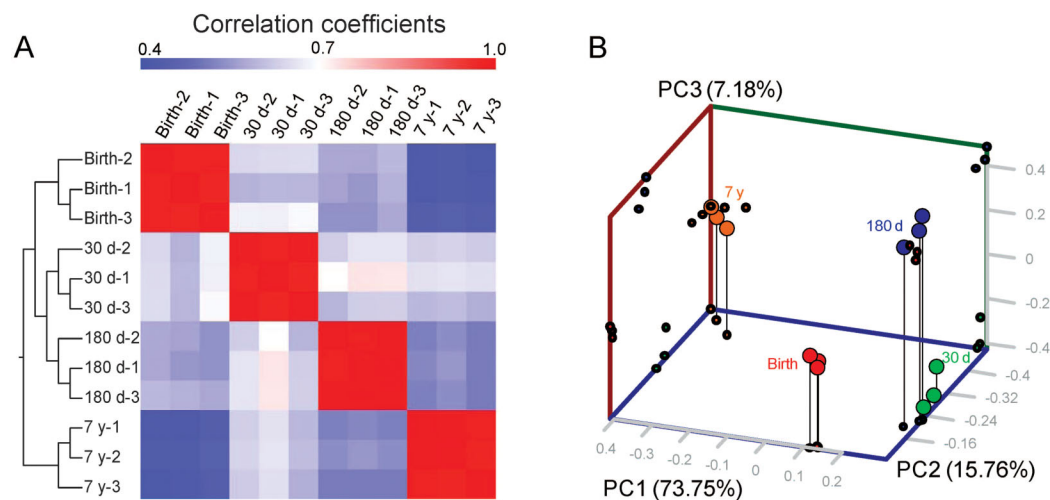 A
Correlation coefficients
0.4 0.7 1.0
Birth-2 Birth-1 Birth-3 30 d-2 30 d-1 30 d-3 180 d-2 180 d-1 180 d-3 7 y-1 7 y-2 7 y-3
Birth-2
Birth-1
Birth-3
30 d-2
30 d-1
30 d-3
180 d-2
180 d-1
180 d-3
7 y-1
7 y-2
7 y-3
B
PC3 (7.18%)
7 y
180 d
Birth
30 d
0.4
0.2
0
-0.2
-0.4
-0.4
-0.32
-0.24
-0.16
PC2 (15.76%)
0.4 -0.3 -0.2 -0.1 0 0.1 0.2
PC1 (73.75%)